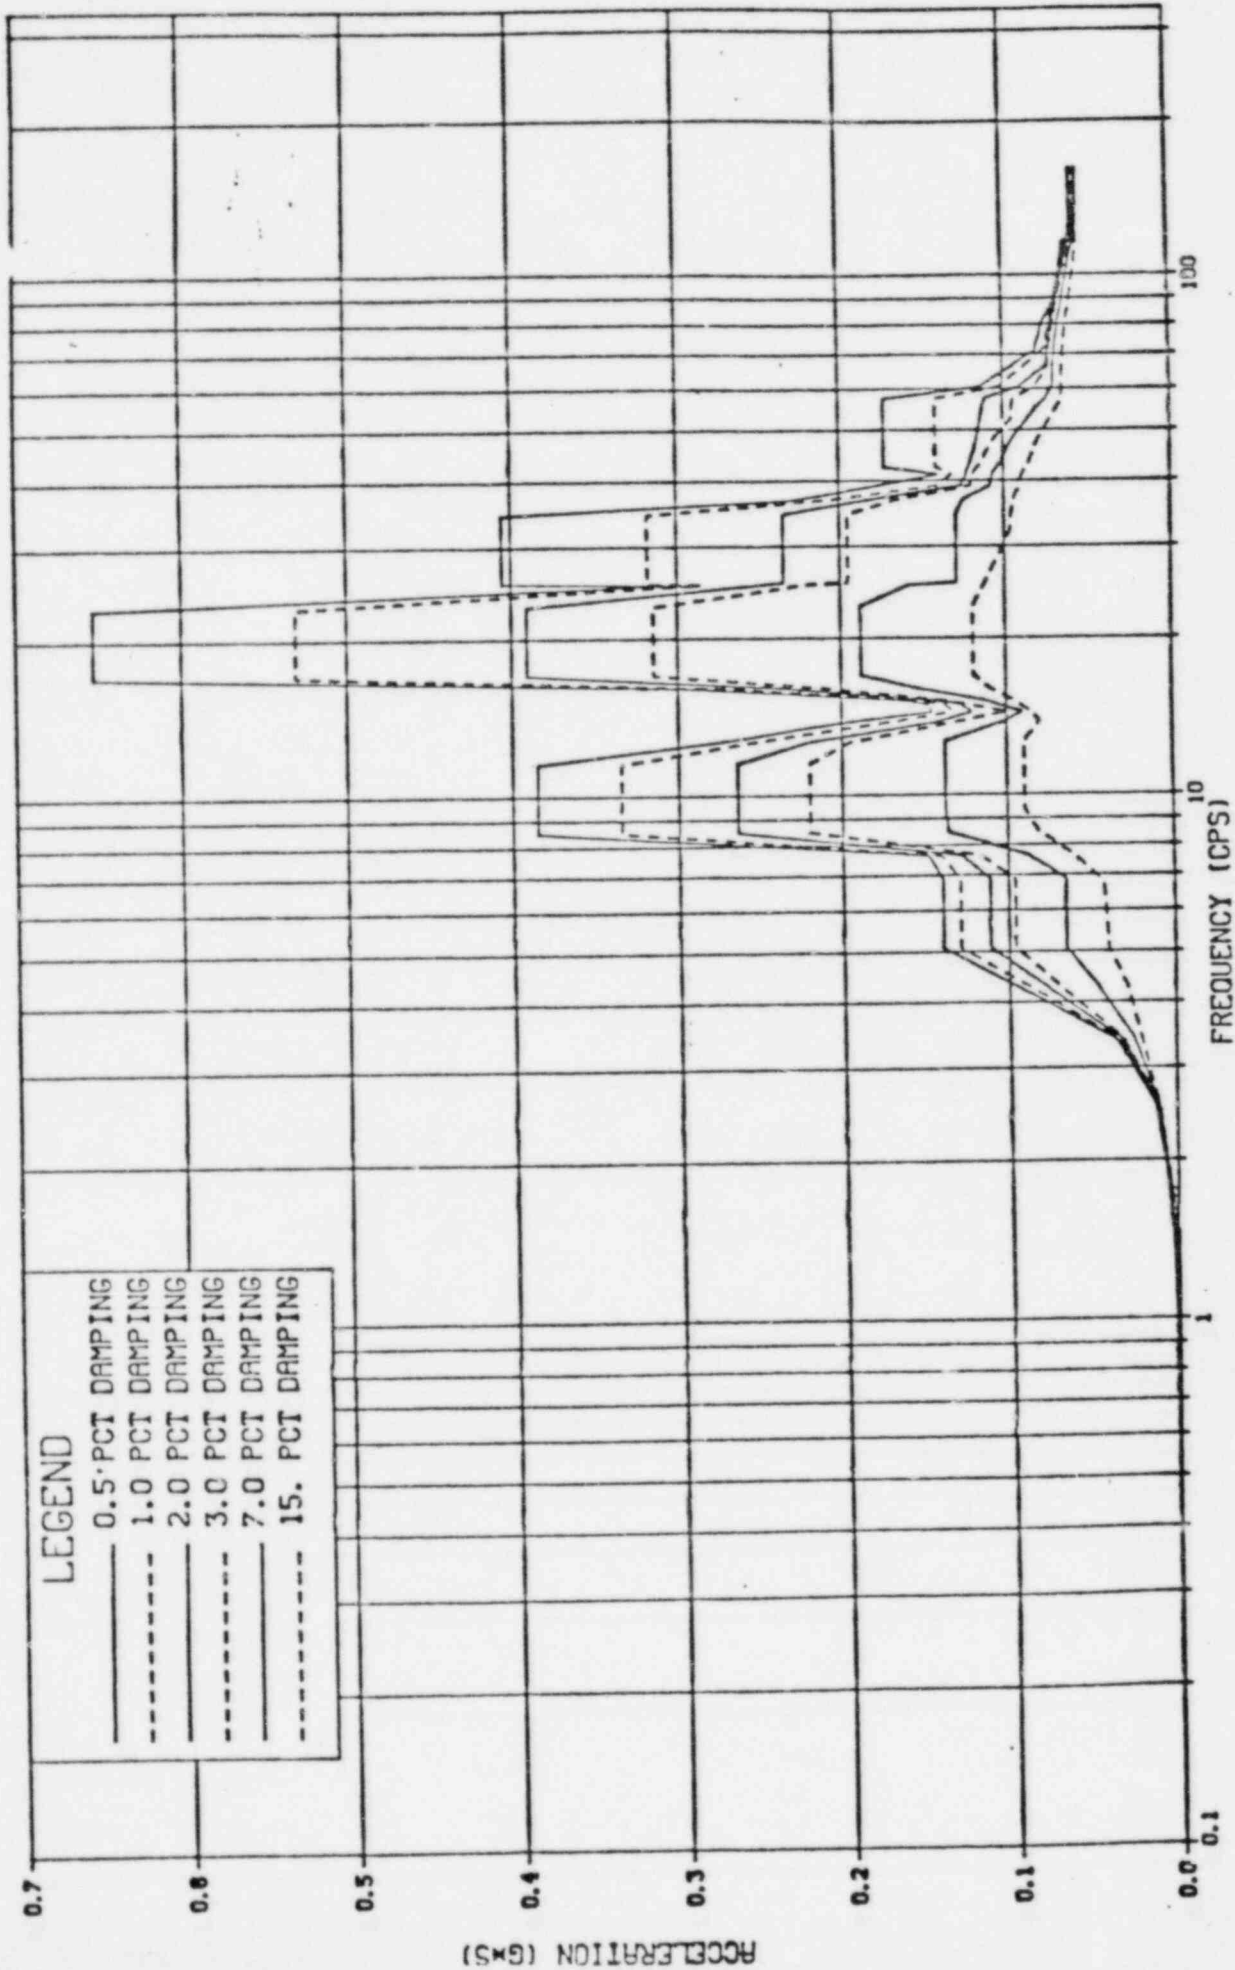 LEGEND
0.5 PCT DAMPING
1.0 PCT DAMPING
2.0 PCT DAMPING
3.0 PCT DAMPING
7.0 PCT DAMPING
15. PCT DAMPING
ACCELERATION (G*S)
0.7
0.6
0.5
0.4
0.3
0.2
0.1
0.0
0.1
1
10
100
FREQUENCY (CPS)